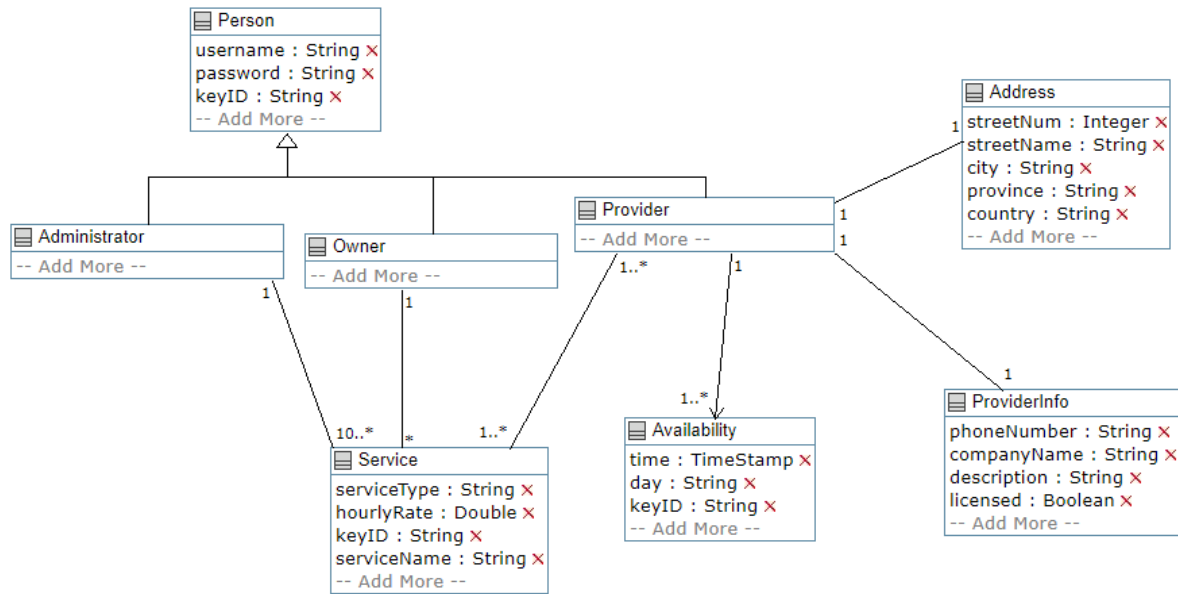 Person
username : String ×
password : String ×
keyID : String ×
-- Add More --
Address
streetNum : Integer ×
streetName : String ×
city : String ×
province : String ×
country : String ×
-- Add More --
1
Administrator
-- Add More --
Owner
-- Add More --
Provider
-- Add More --
1
1
1
1
1..*
1
1
10..*
*
1..*
1..*
Service
serviceType : String ×
hourlyRate : Double ×
keyID : String ×
serviceName : String ×
-- Add More --
Availability
time : TimeStamp ×
day : String ×
keyID : String ×
-- Add More --
ProviderInfo
phoneNumber : String ×
companyName : String ×
description : String ×
licensed : Boolean ×
-- Add More --